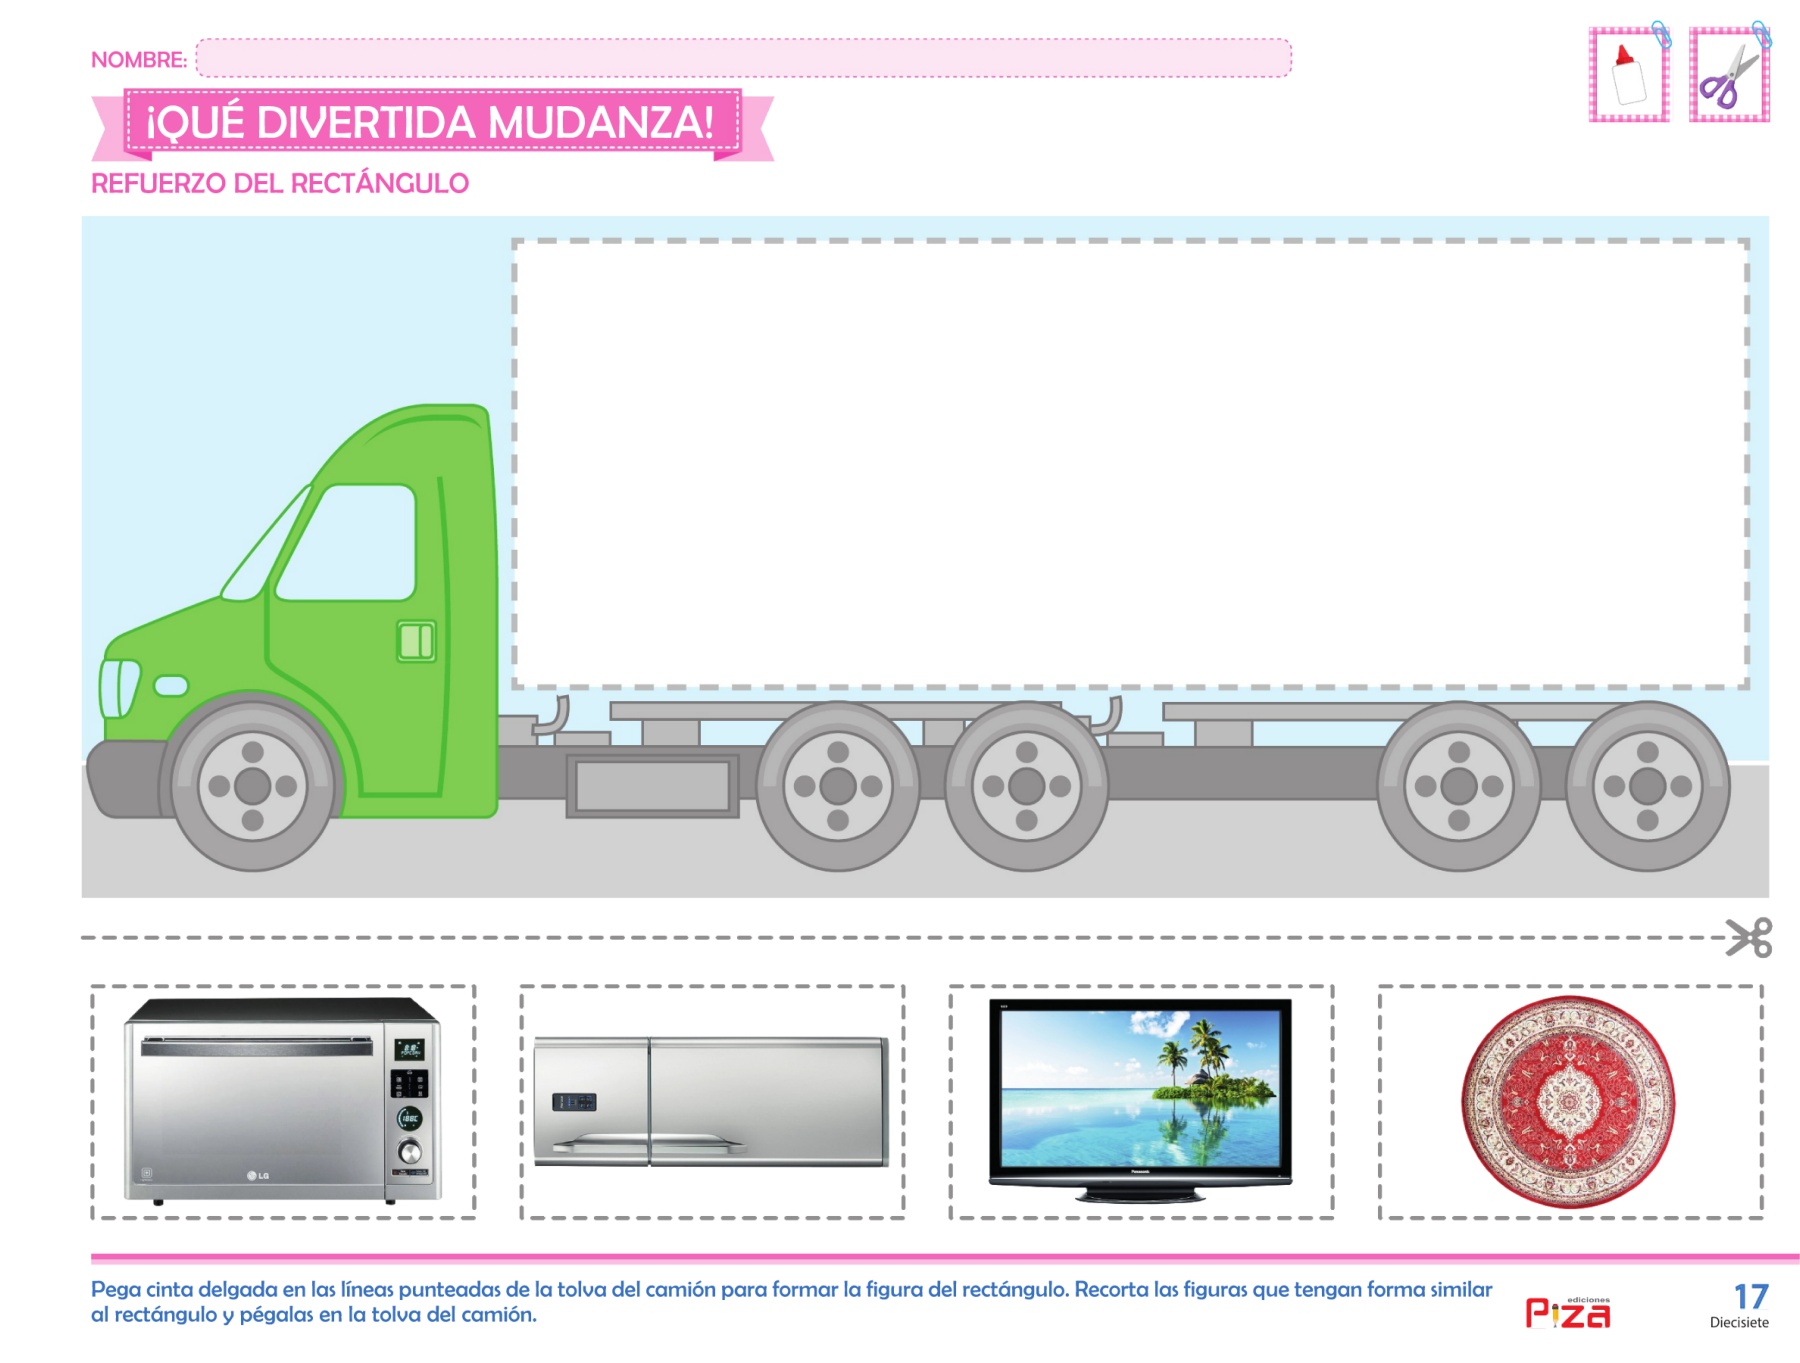 NOMBRE:
¡QUÉ DIVERTIDA MUDANZA!
REFUERZO DEL RECTÁNGULO
LG
Panasonic
Pega cinta delgada en las líneas punteadas de la tolva del camión para formar la figura del rectángulo. Recorta las figuras que tengan forma similar
al rectángulo y pégalas en la tolva del camión.
ediciones
Piza
17
Diecisiete